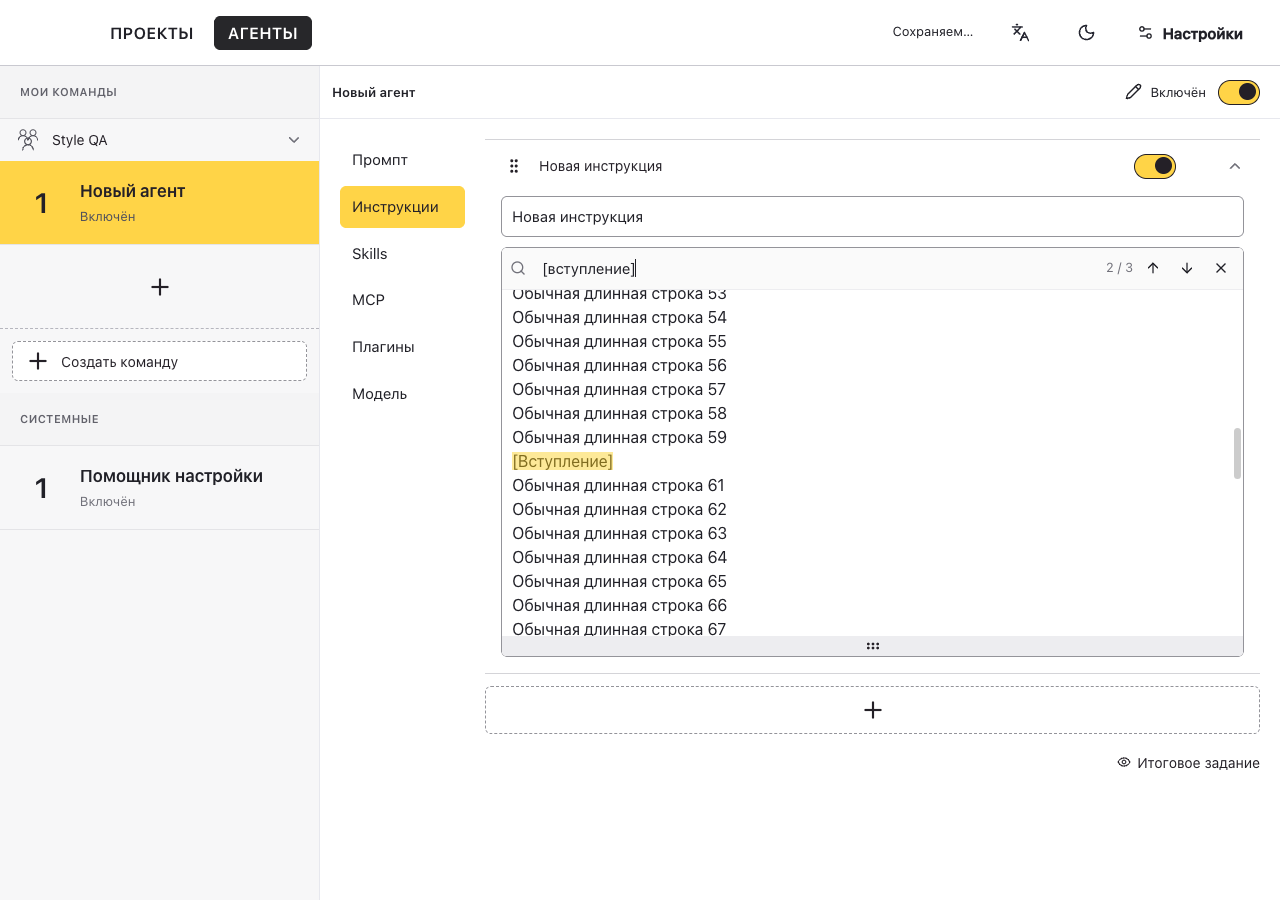 ПРОЕКТЫ
АГЕНТЫ
Сохраняем...
Настройки
МОИ КОМАНДЫ
Style QA
1
Новый агент
Включён
Создать команду
СИСТЕМНЫЕ
1
Помощник настройки
Включён
Новый агент
Включён
Промпт
Инструкции
Skills
MCP
Плагины
Модель
Новая инструкция
Новая инструкция
[вступление]
2 / 3
Обычная длинная строка 53
Обычная длинная строка 54
Обычная длинная строка 55
Обычная длинная строка 56
Обычная длинная строка 57
Обычная длинная строка 58
Обычная длинная строка 59
[Вступление]
Обычная длинная строка 61
Обычная длинная строка 62
Обычная длинная строка 63
Обычная длинная строка 64
Обычная длинная строка 65
Обычная длинная строка 66
Обычная длинная строка 67
Итоговое задание